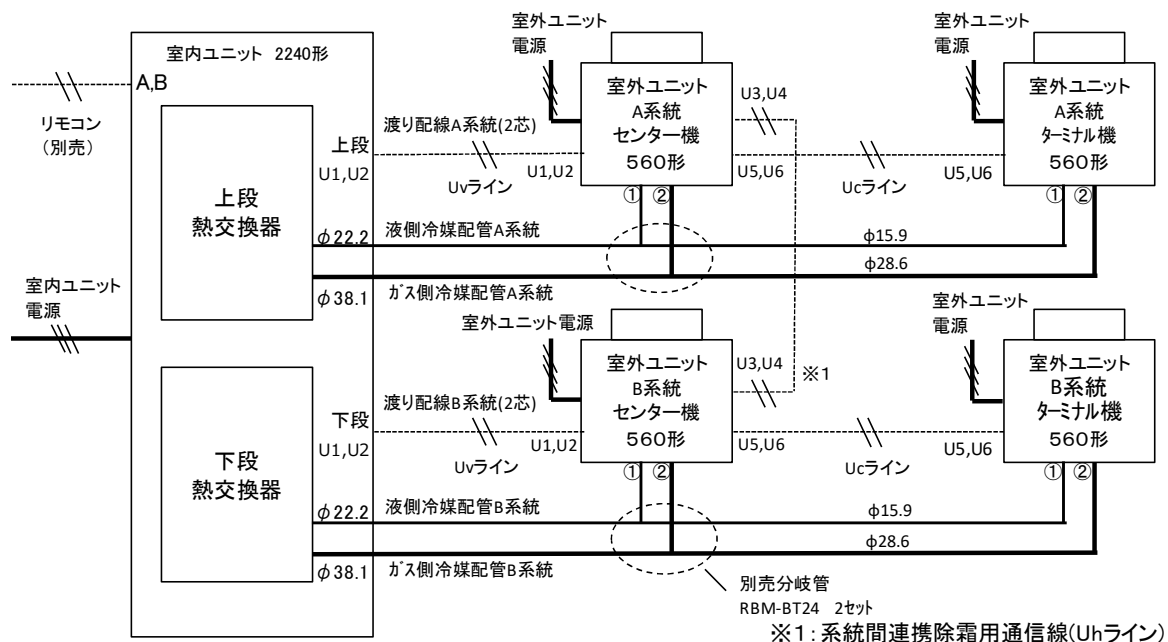 室内ユニット 2240形
A,B
リモコン
(別売)
上段
熱交換器
上段
U1,U2
φ22.2
φ38.1
室内ユニット
電源
下段
熱交換器
下段
U1,U2
φ22.2
φ38.1
室外ユニット
電源
室外ユニット
A系統
センター機
560形
①
②
渡り配線A系統(2芯)
Uvライン
U1,U2
U3,U4
U5,U6
Ucライン
U5,U6
液側冷媒配管A系統
ガス側冷媒配管A系統
φ15.9
φ28.6
室外ユニット
電源
室外ユニット
A系統
ターミナル機
560形
①
②
室外ユニット電源
室外ユニット
B系統
センター機
560形
①
②
渡り配線B系統(2芯)
Uvライン
U1,U2
U3,U4
※1
U5,U6
Ucライン
U5,U6
液側冷媒配管B系統
ガス側冷媒配管B系統
φ15.9
φ28.6
室外ユニット
電源
室外ユニット
B系統
ターミナル機
560形
①
②
別売分岐管
RBM-BT24 2セット
※1:系統間連携除霜用通信線(Uhライン)